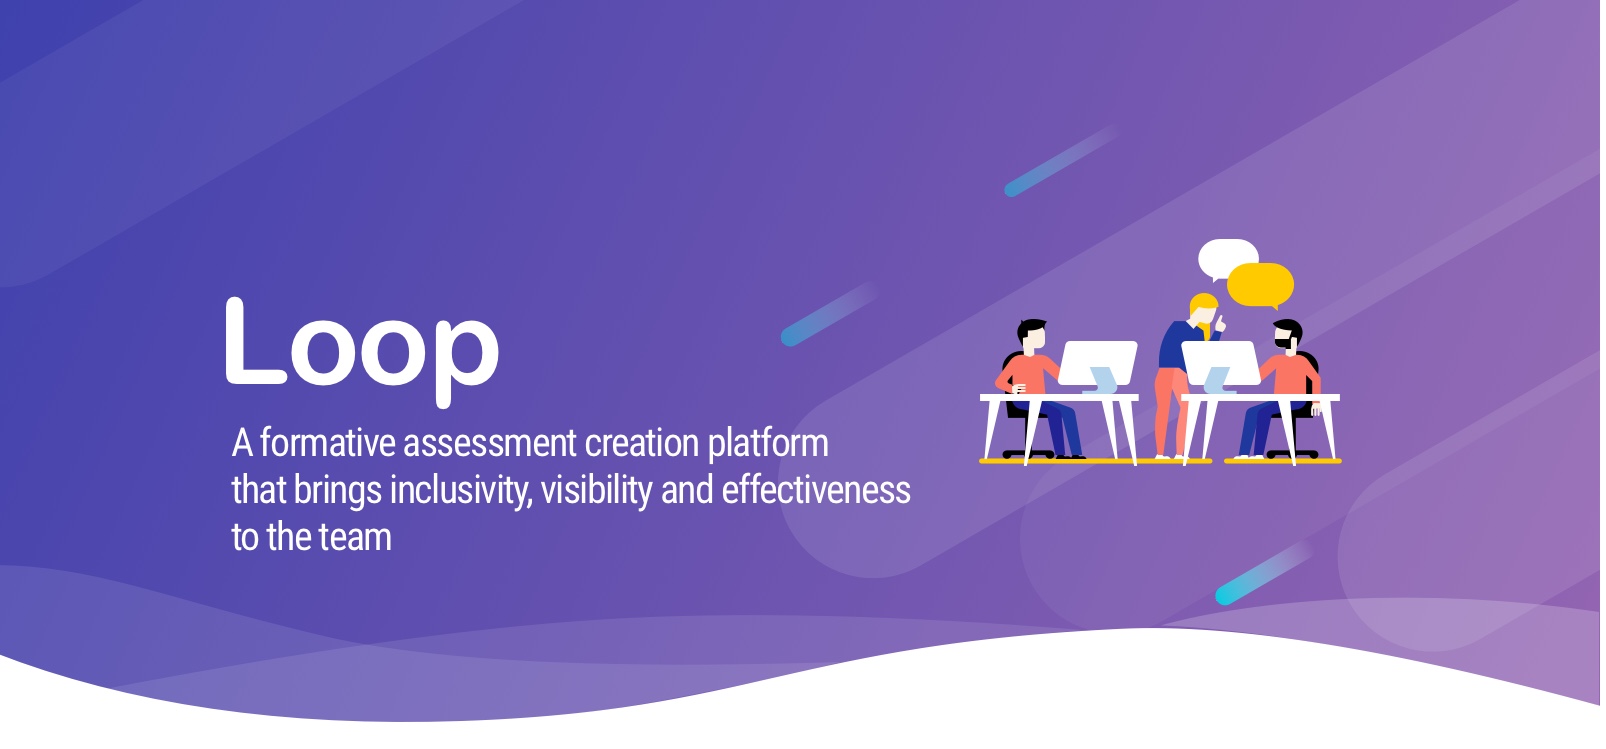 Loop
A formative assessment creation platform
that brings inclusivity, visibility and effectiveness
to the team